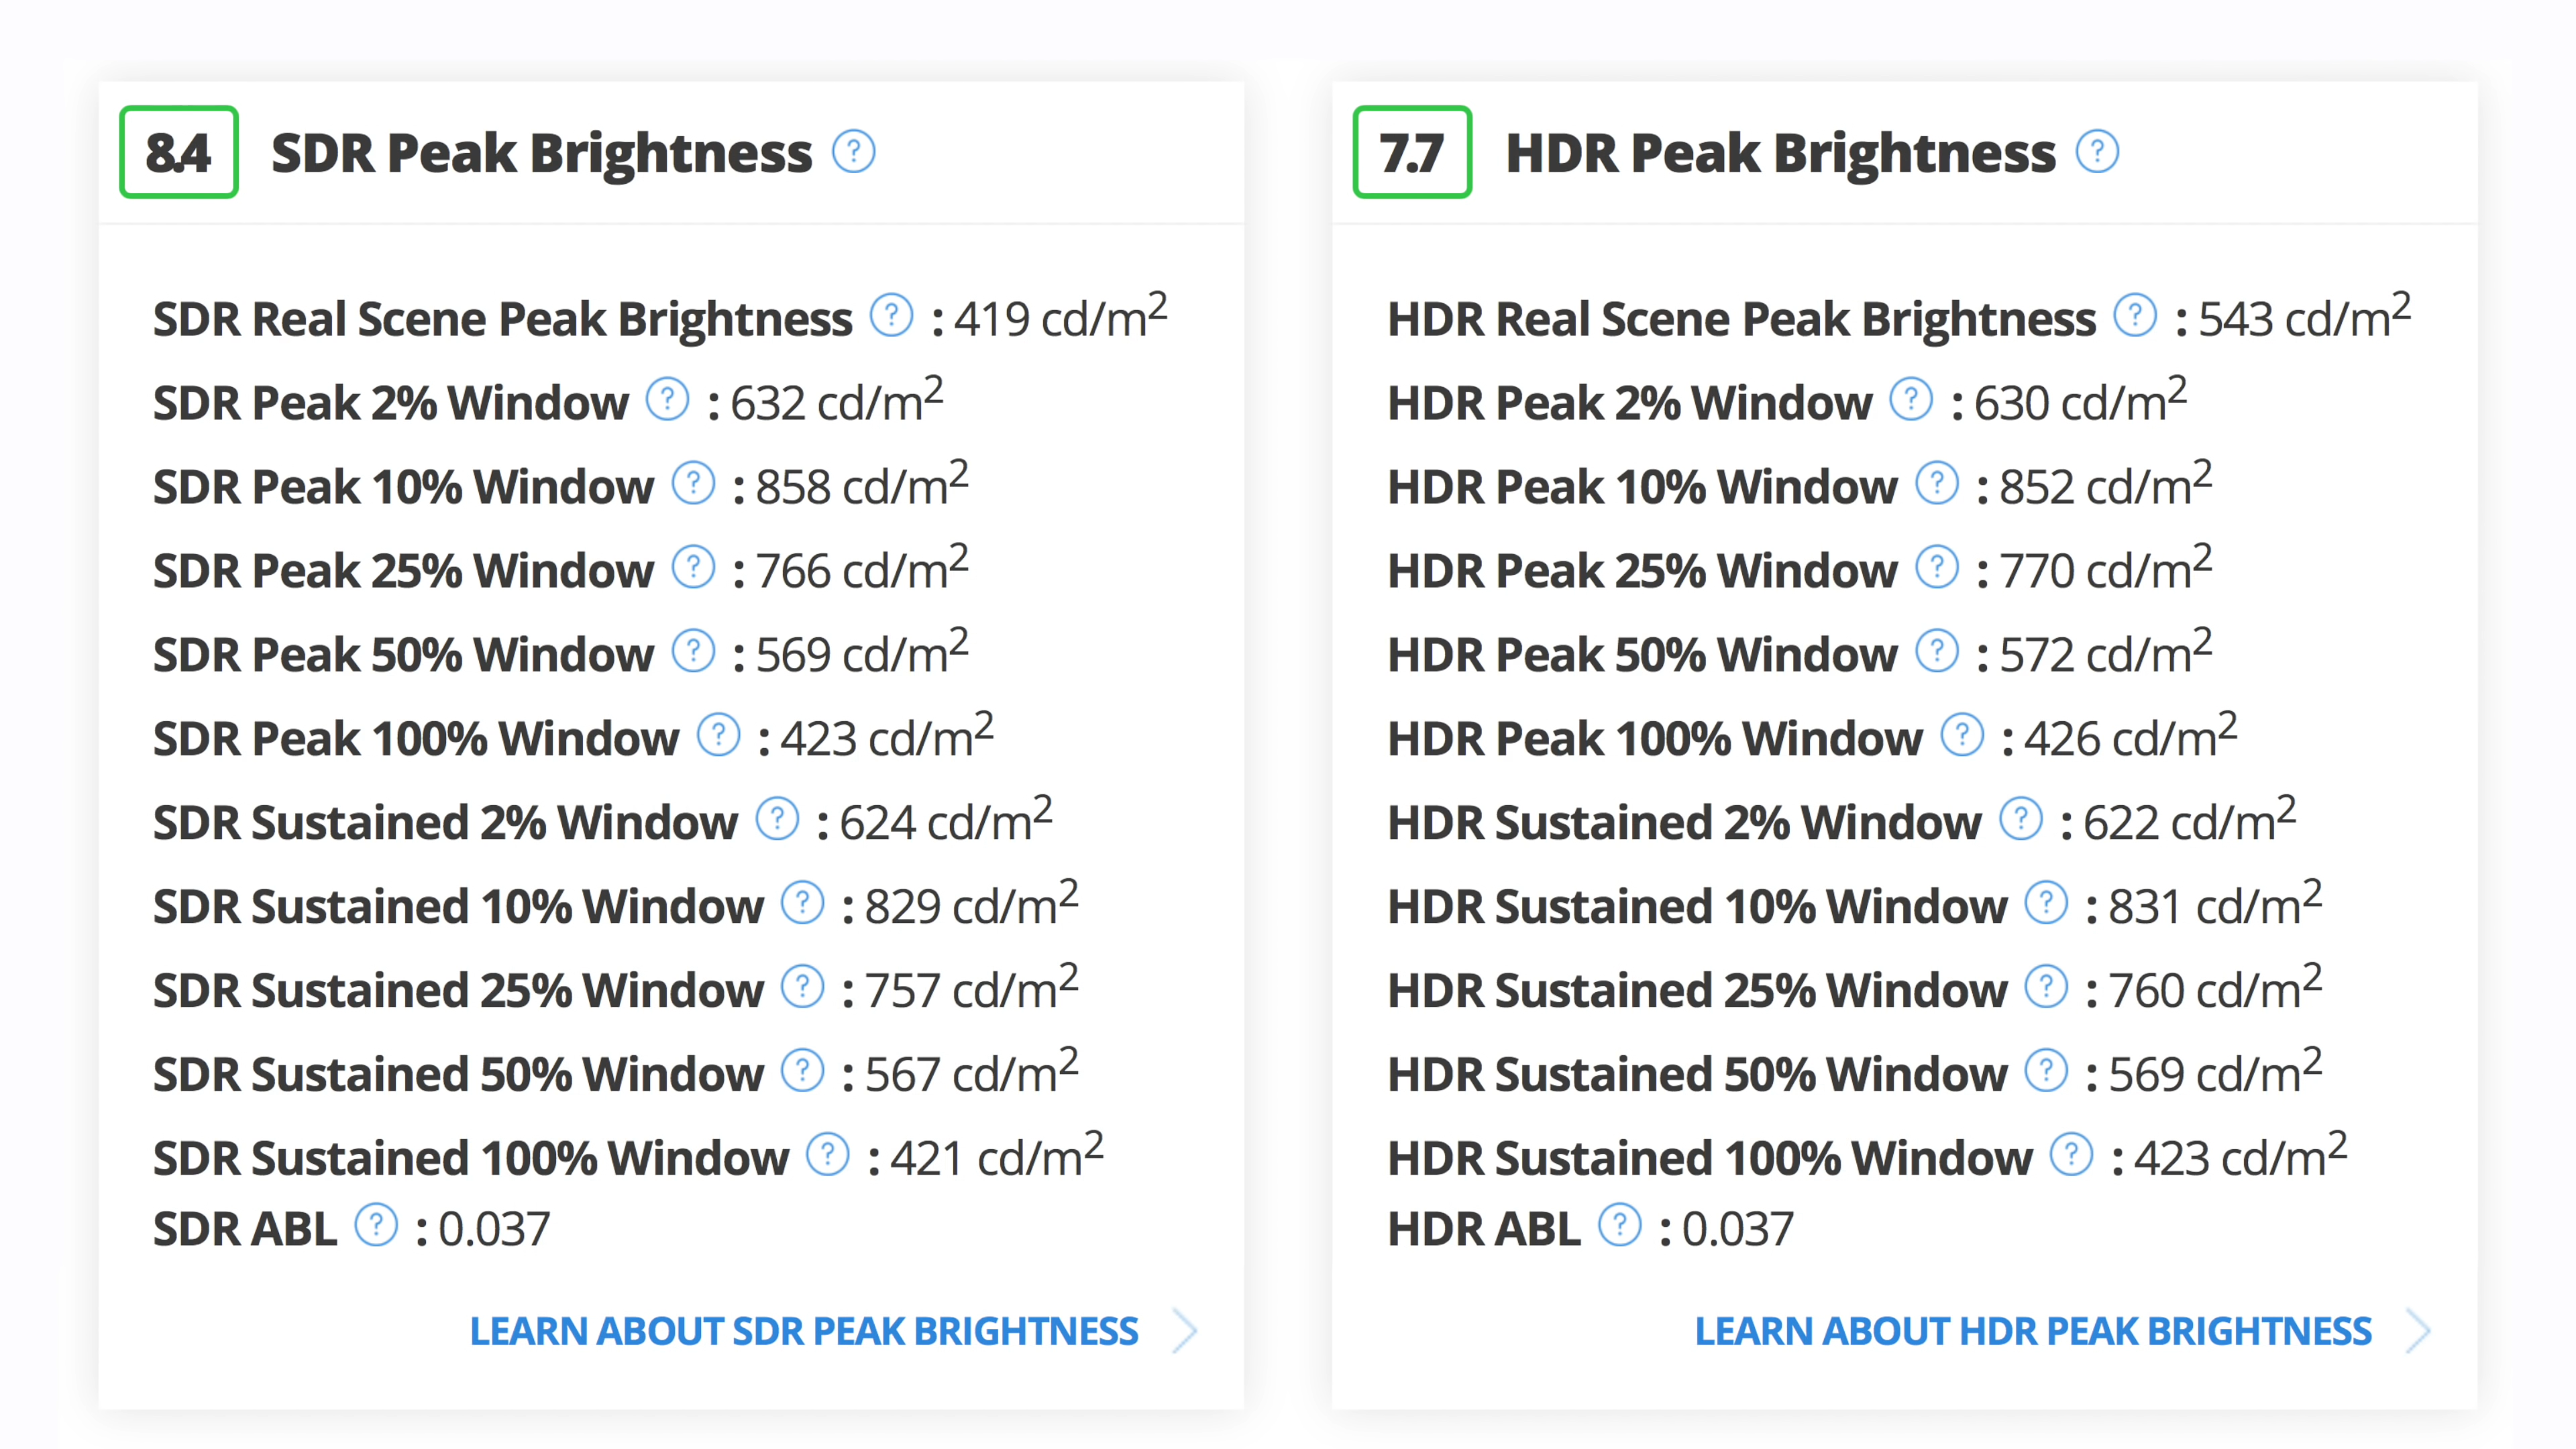 8.4 SDR Peak Brightness ?
SDR Real Scene Peak Brightness ? : 419 cd/m²
SDR Peak 2% Window ? : 632 cd/m²
SDR Peak 10% Window ? : 858 cd/m²
SDR Peak 25% Window ? : 766 cd/m²
SDR Peak 50% Window ? : 569 cd/m²
SDR Peak 100% Window ? : 423 cd/m²
SDR Sustained 2% Window ? : 624 cd/m²
SDR Sustained 10% Window ? : 829 cd/m²
SDR Sustained 25% Window ? : 757 cd/m²
SDR Sustained 50% Window ? : 567 cd/m²
SDR Sustained 100% Window ? : 421 cd/m²
SDR ABL ? : 0.037
LEARN ABOUT SDR PEAK BRIGHTNESS
7.7 HDR Peak Brightness ?
HDR Real Scene Peak Brightness ? : 543 cd/m²
HDR Peak 2% Window ? : 630 cd/m²
HDR Peak 10% Window ? : 852 cd/m²
HDR Peak 25% Window ? : 770 cd/m²
HDR Peak 50% Window ? : 572 cd/m²
HDR Peak 100% Window ? : 426 cd/m²
HDR Sustained 2% Window ? : 622 cd/m²
HDR Sustained 10% Window ? : 831 cd/m²
HDR Sustained 25% Window ? : 760 cd/m²
HDR Sustained 50% Window ? : 569 cd/m²
HDR Sustained 100% Window ? : 423 cd/m²
HDR ABL ? : 0.037
LEARN ABOUT HDR PEAK BRIGHTNESS